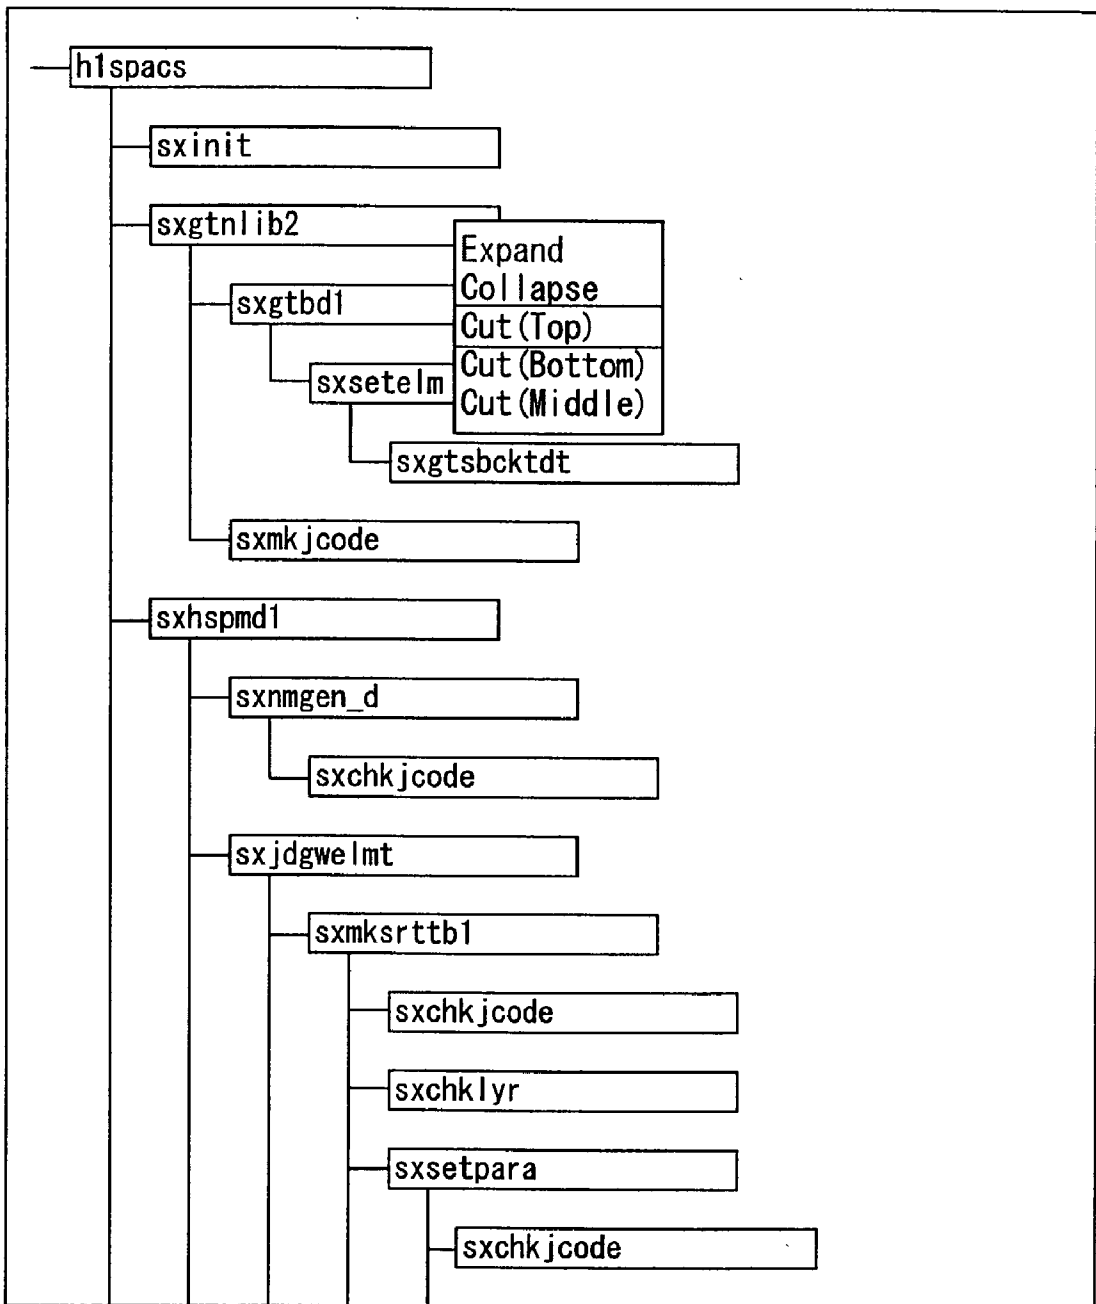 h1spacs
sxinit
sxgtnlib2
Expand
Collapse
Cut(Top)
Cut(Bottom)
Cut(Middle)
sxgtbd1
sxsetelm
sxgtsbcktdt
sxmkjcode
sxhspmd1
sxnmgen_d
sxchkjcode
sxjdgwelmt
sxmksrttb1
sxchkjcode
sxchklyr
sxsetpara
sxchkjcode